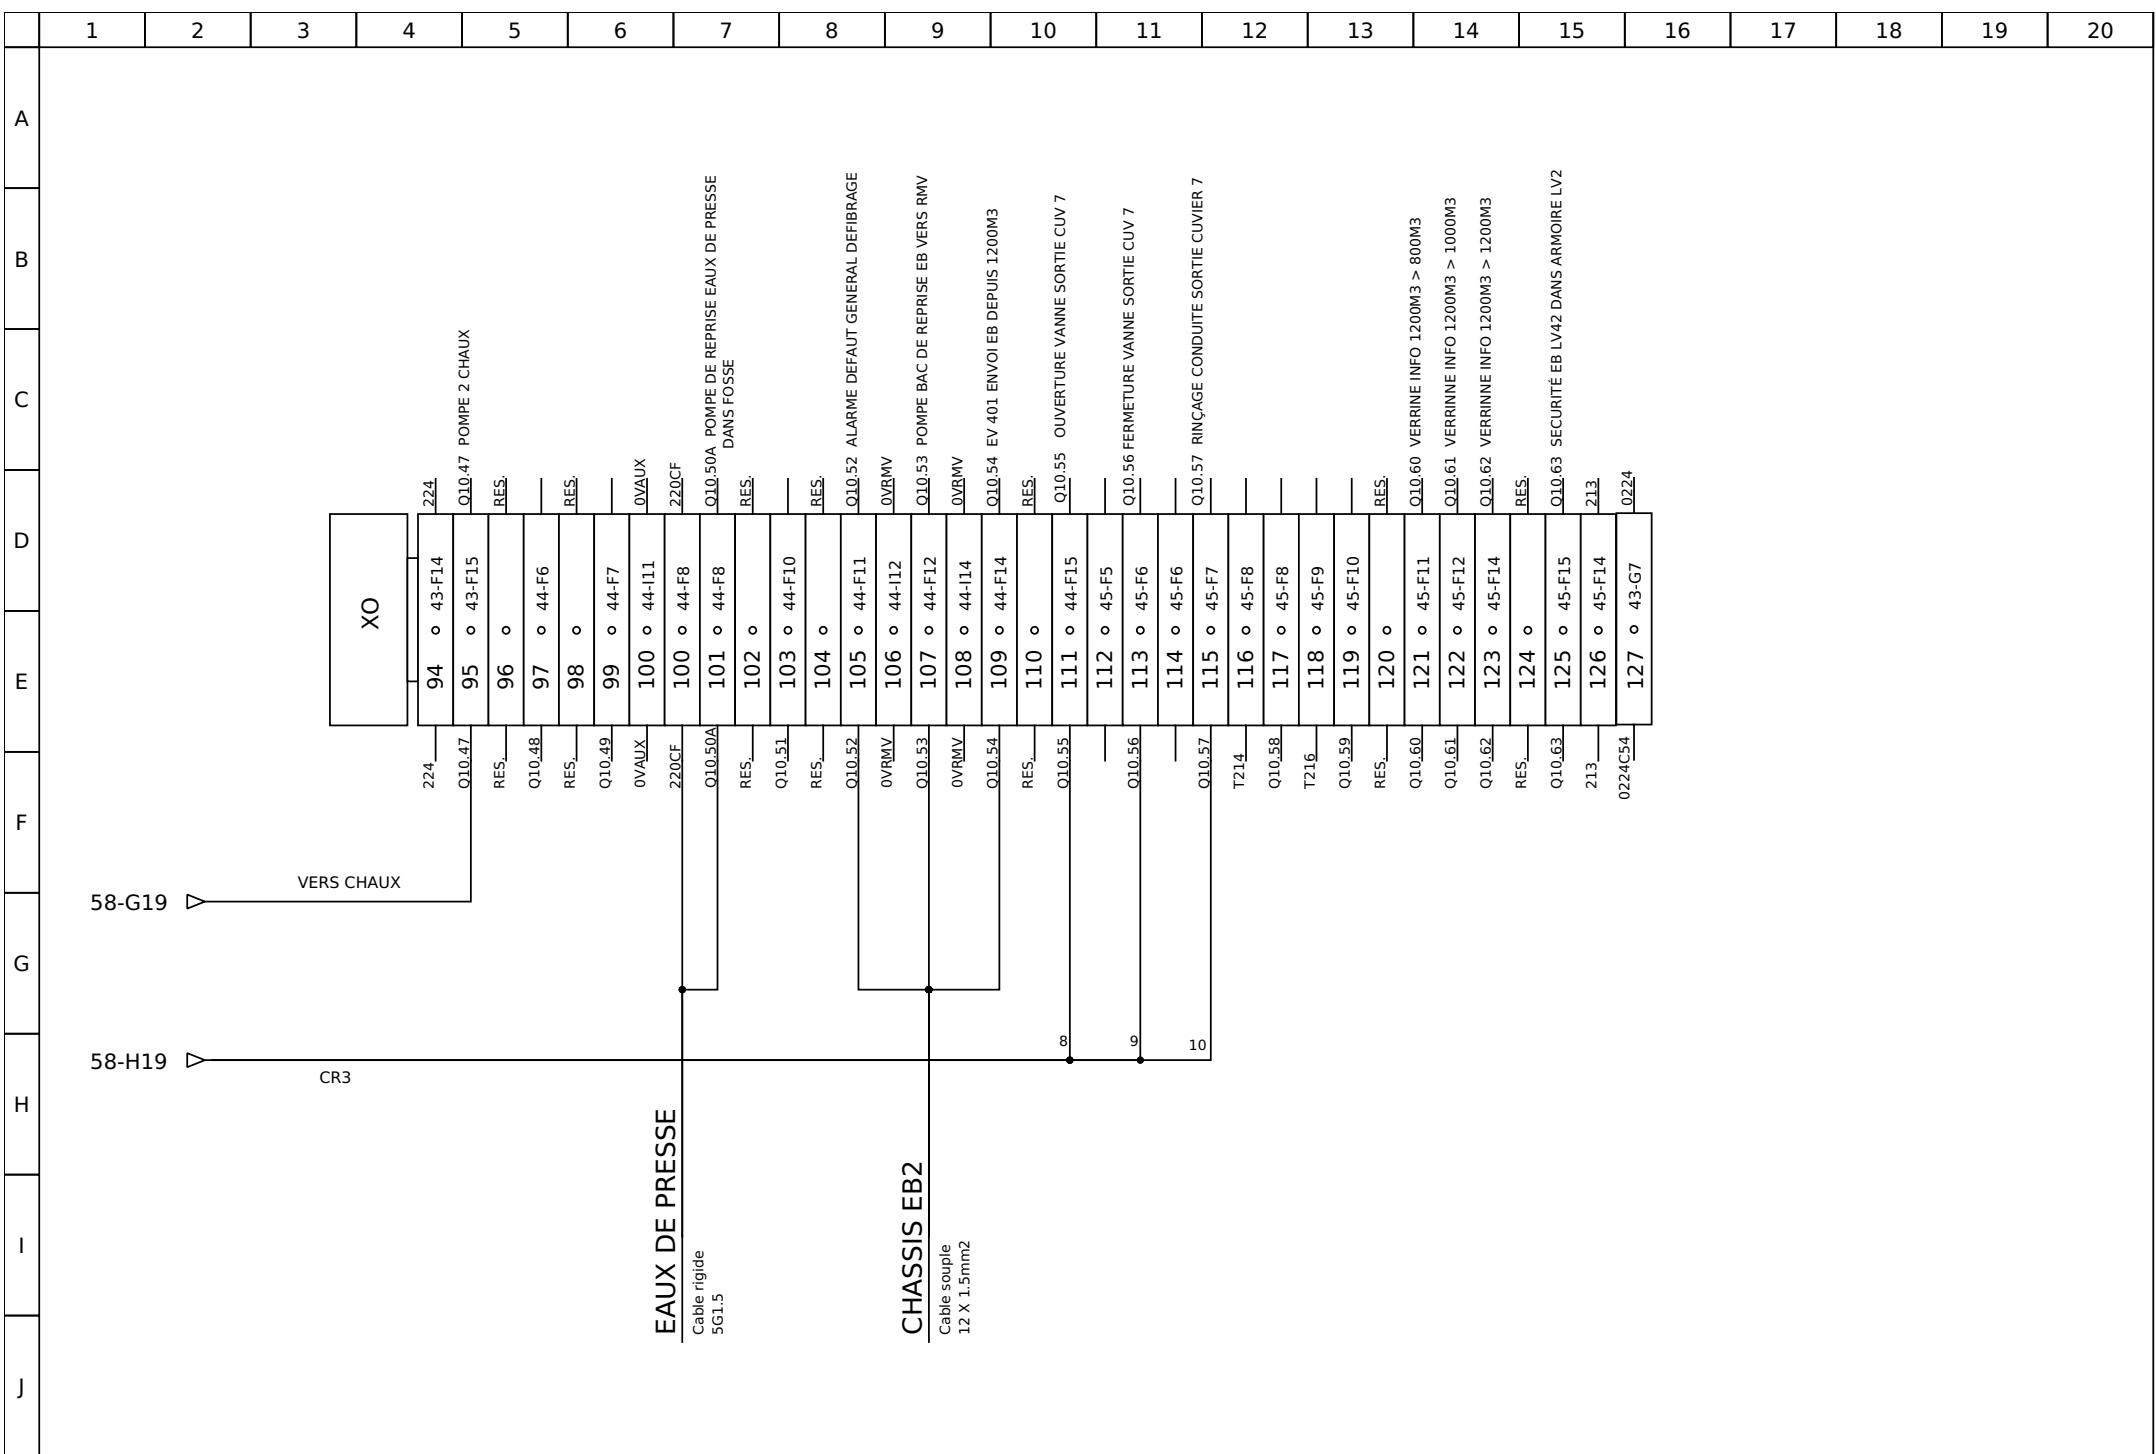 1 2 3 4 5 6 7 8 9 10 11 12 13 14 15 16 17 18 19 20
A
B
C
D
E
F
G
H
I
J
224
Q10.47 POMPE 2 CHAUX
RES.
RES.
0VAUX
220CF
Q10.50A POMPE DE REPRISE EAUX DE PRESSE
DANS FOSSE
RES.
RES.
Q10.52 ALARME DEFAUT GENERAL DEFIBRAGE
0VRMV
Q10.53 POMPE BAC DE REPRISE EB VERS RMV
0VRMV
Q10.54 EV 401 ENVOI EB DEPUIS 1200M3
RES.
Q10.55 OUVERTURE VANNE SORTIE CUV 7
Q10.56 FERMETURE VANNE SORTIE CUV 7
Q10.57 RINÇAGE CONDUITE SORTIE CUVIER 7
RES.
Q10.60 VERRINE INFO 1200M3 > 800M3
Q10.61 VERRINNE INFO 1200M3 > 1000M3
Q10.62 VERRINNE INFO 1200M3 > 1200M3
RES.
Q10.63 SECURITÉ EB LV42 DANS ARMOIRE LV2
213
0224
XO
94 43-F14
95 43-F15
96
97 44-F6
98
99 44-F7
100 44-I11
100 44-F8
101 44-F8
102
103 44-F10
104
105 44-F11
106 44-I12
107 44-F12
108 44-I14
109 44-F14
110
111 44-F15
112 45-F5
113 45-F6
114 45-F6
115 45-F7
116 45-F8
117 45-F8
118 45-F9
119 45-F10
120
121 45-F11
122 45-F12
123 45-F14
124
125 45-F15
126 45-F14
127 43-G7
224
Q10.47
RES.
Q10.48
RES.
Q10.49
0VAUX
220CF
Q10.50A
RES.
Q10.51
RES.
Q10.52
0VRMV
Q10.53
0VRMV
Q10.54
RES.
Q10.55
Q10.56
Q10.57
T214
Q10.58
T216
Q10.59
RES.
Q10.60
Q10.61
Q10.62
RES.
Q10.63
213
0224C54
VERS CHAUX
58-G19
8
9
10
58-H19
CR3
EAUX DE PRESSE
Cable rigide
5G1.5
CHASSIS EB2
Cable souple
12 X 1.5mm2